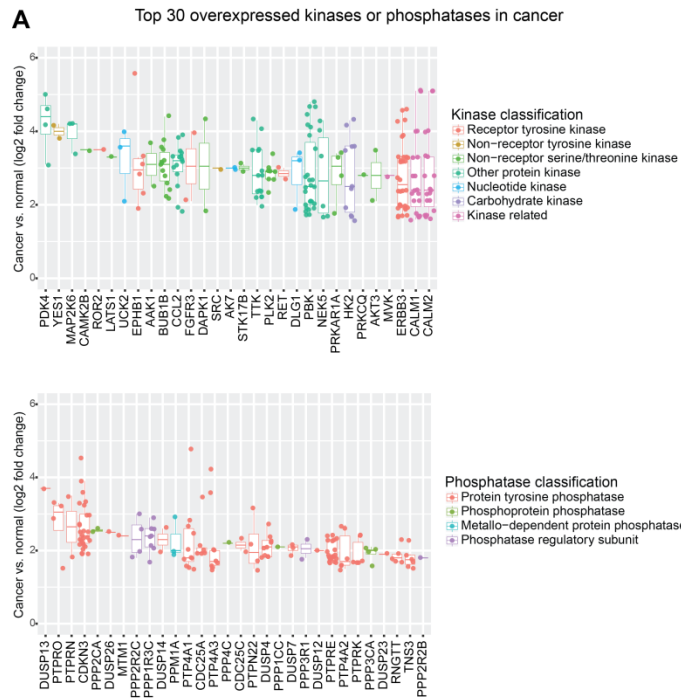 A
Top 30 overexpressed kinases or phosphatases in cancer
Cancer vs. normal (log2 fold change)
6
4
2
0
PDK4
YES1
MAP2K6
CAMK2B
ROR2
LATS1
UCK2
EPHB1
AAK1
BUB1B
CCL2
FGFR3
DAPK1
SRC
AK7
STK17B
TTK
PLK2
RET
DLG1
PBK
NEK5
PRKAR1A
HK2
PRKCQ
AKT3
MVK
ERBB3
CALM1
CALM2
Kinase classification
Receptor tyrosine kinase
Non-receptor tyrosine kinase
Non-receptor serine/threonine kinase
Other protein kinase
Nucleotide kinase
Carbohydrate kinase
Kinase related
Cancer vs. normal (log2 fold change)
6
4
2
0
DUSP13
PTPRO
PTPRN
CDKN3
PPP2CA
DUSP26
MTM1
PPP2R2C
PPP1R3C
DUSP14
PPM1A
PTP4A1
CDC25A
PTP4A3
PPP4C
CDC25C
PTPN22
DUSP4
PPP1CC
DUSP7
PPP3R1
DUSP12
PTPRE
PTP4A2
PTPRK
PPP3CA
DUSP23
RNGTT
TNS3
PPP2R2B
Phosphatase classification
Protein tyrosine phosphatase
Phosphoprotein phosphatase
Metallo-dependent protein phosphatase
Phosphatase regulatory subunit